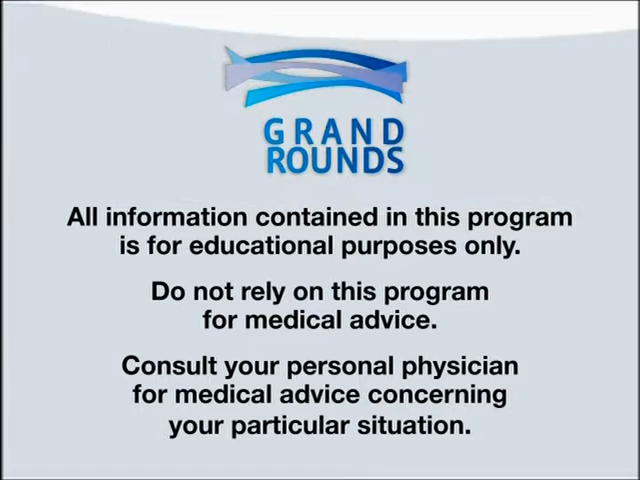 GRAND
ROUNDS
All information contained in this program
is for educational purposes only.
Do not rely on this program
for medical advice.
Consult your personal physician
for medical advice concerning
your particular situation.